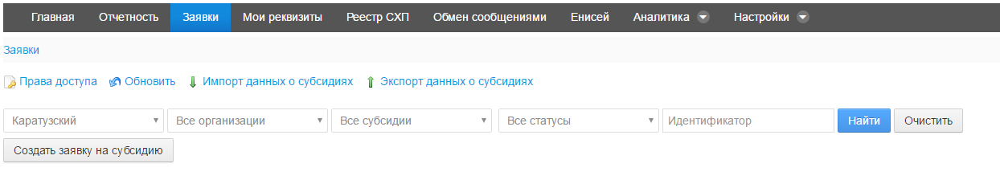 Главная Отчетность Заявки Мои реквизиты Реестр СХП Обмен сообщениями Енисей Аналитика Настройки
Заявки
Права доступа Обновить Импорт данных о субсидиях Экспорт данных о субсидиях
Каратузский Все организации Все субсидии Все статусы Идентификатор Найти Очистить
Создать заявку на субсидию